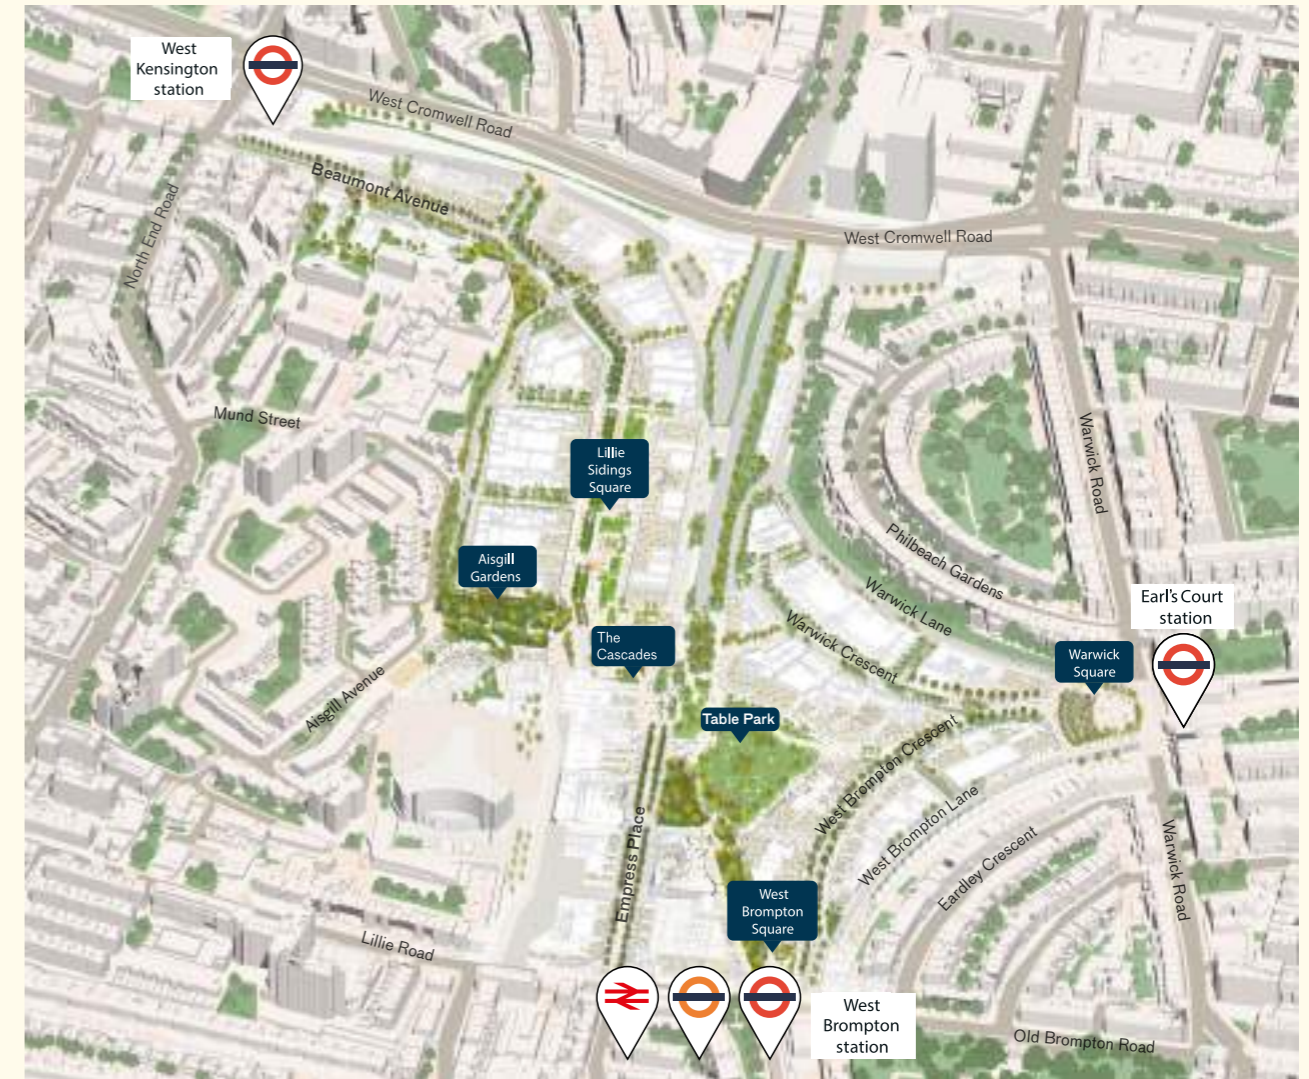 West
Kensington
station
West Cromwell Road
Beaumont Avenue
North End Road
West Cromwell Road
Mund Street
Warwick Road
Lillie
Sidings
Square
Philbeach Gardens
Aisgill
Gardens
Warwick Lane
Earl's Court
station
Warwick Crescent
The
Cascades
Warwick
Square
Aisgill Avenue
Table Park
West Brompton Crescent
West Brompton Lane
Empress Place
Eardley Crescent
Warwick Road
West
Brompton
Square
Lillie Road
West
Brompton
station
Old Brompton Road